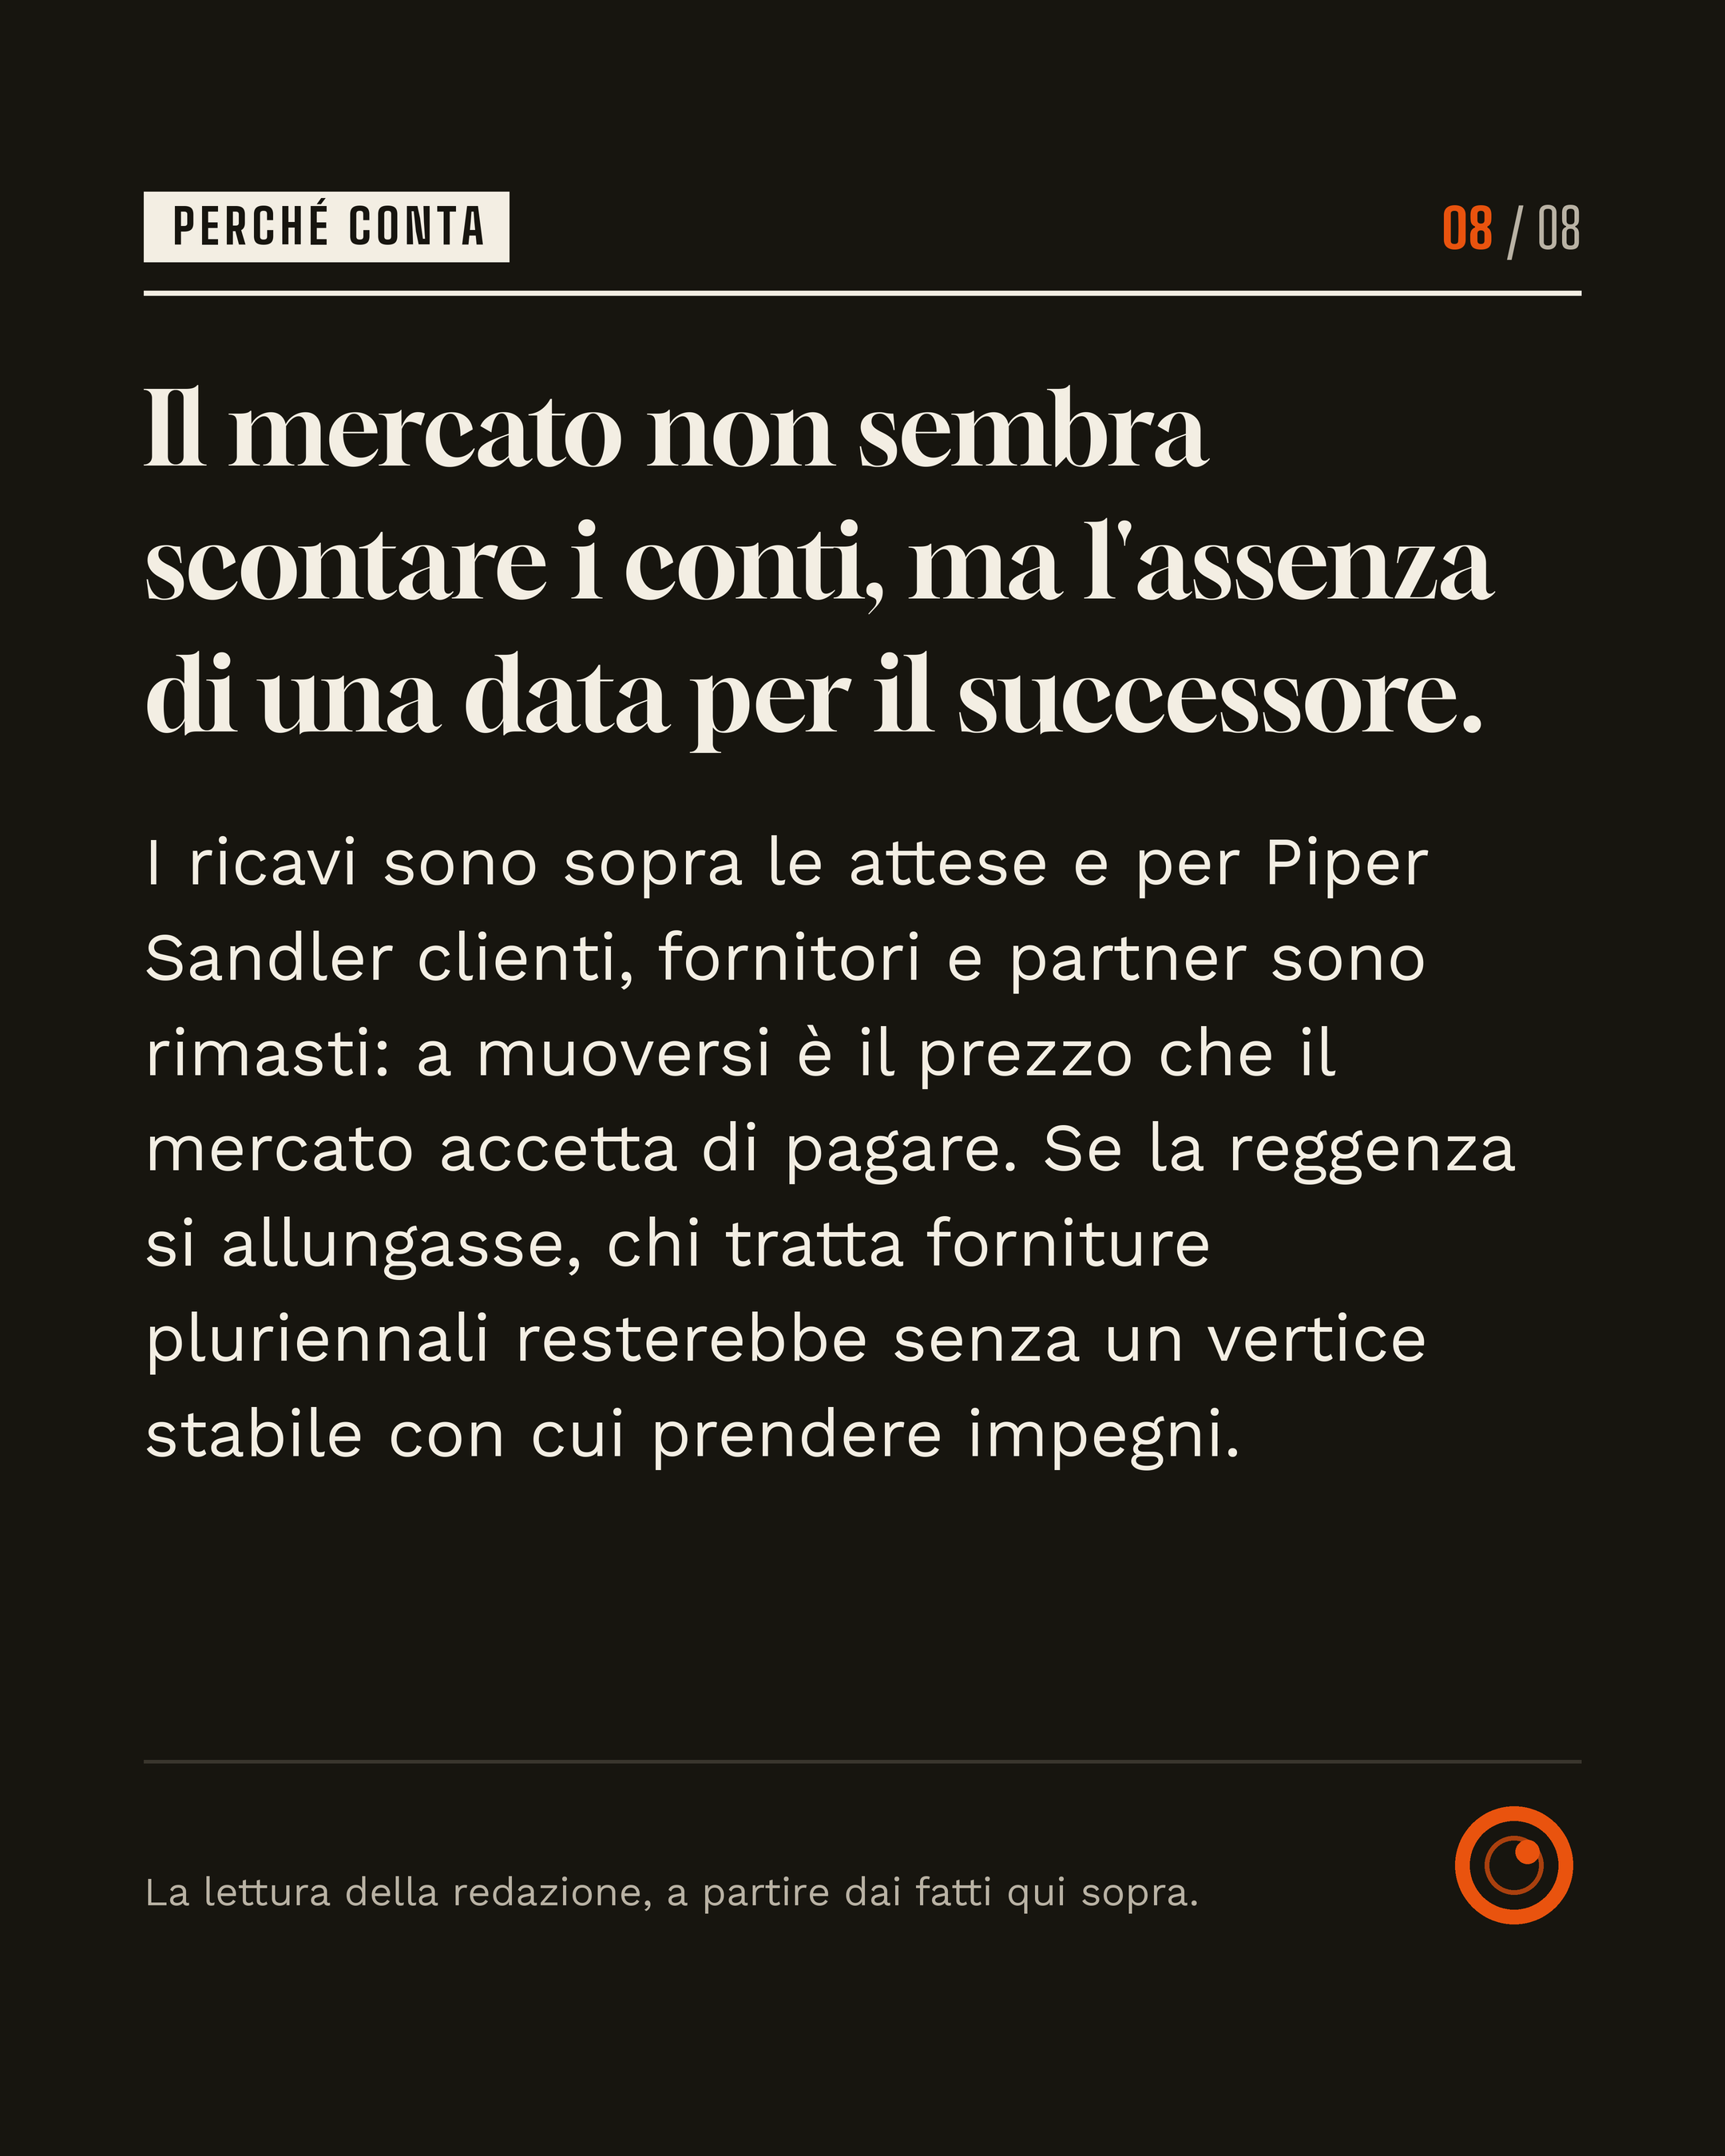 PERCHÉ CONTA
08 / 08
Il mercato non sembra
scontare i conti, ma l'assenza
di una data per il successore.
I ricavi sono sopra le attese e per Piper
Sandler clienti, fornitori e partner sono
rimasti: a muoversi è il prezzo che il
mercato accetta di pagare. Se la reggenza
si allungasse, chi tratta forniture
pluriennali resterebbe senza un vertice
stabile con cui prendere impegni.
La lettura della redazione, a partire dai fatti qui sopra.